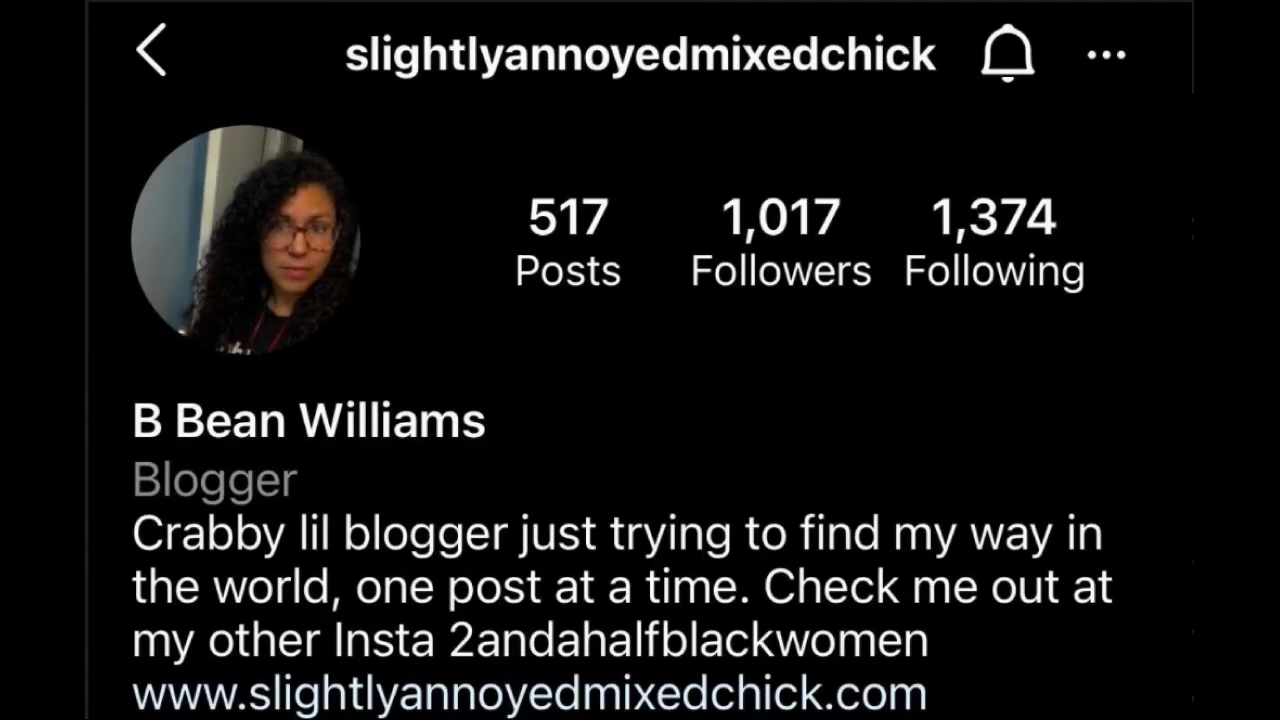 slightlyannoyedmixedchick
517 1,017 1,374
Posts Followers Following
B Bean Williams
Blogger
Crabby lil blogger just trying to find my way in
the world, one post at a time. Check me out at
my other Insta 2andahalfblackwomen
www.slightlyannoyedmixedchick.com